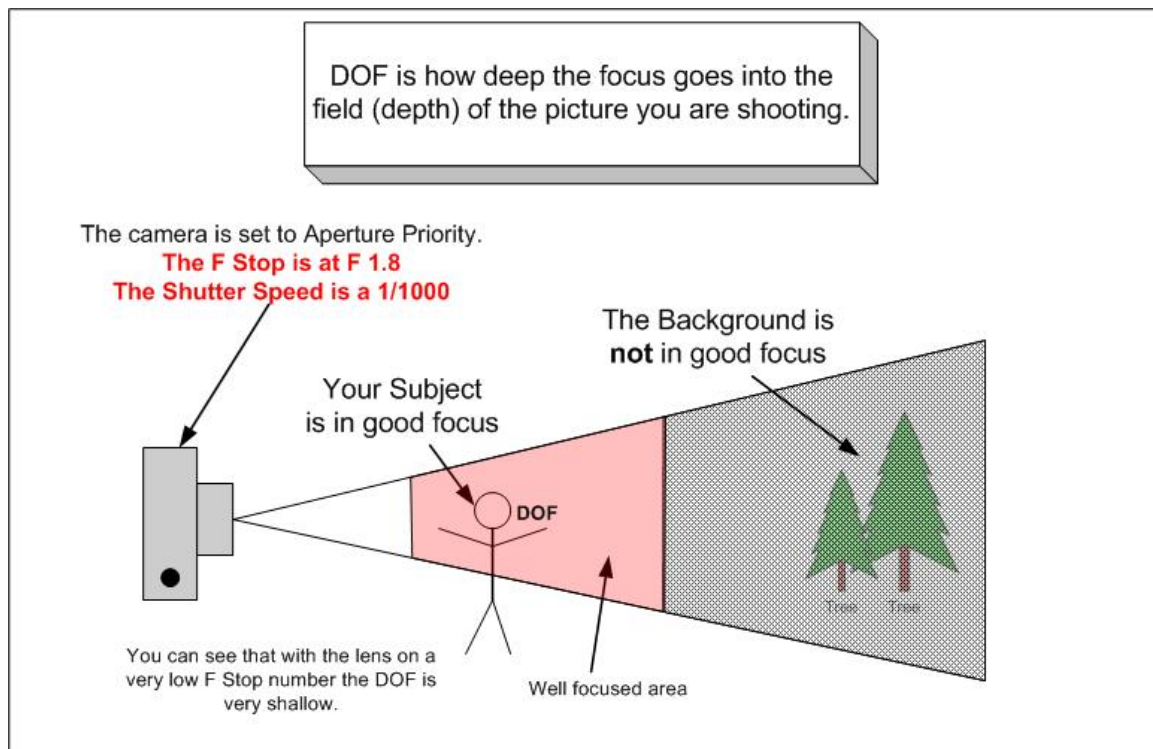 DOF is how deep the focus goes into the
field (depth) of the picture you are shooting.
The camera is set to Aperture Priority.
The F Stop is at F 1.8
The Shutter Speed is a 1/1000
The Background is
not in good focus
Your Subject
is in good focus
DOF
Tree
Tree
You can see that with the lens on a
very low F Stop number the DOF is
very shallow.
Well focused area